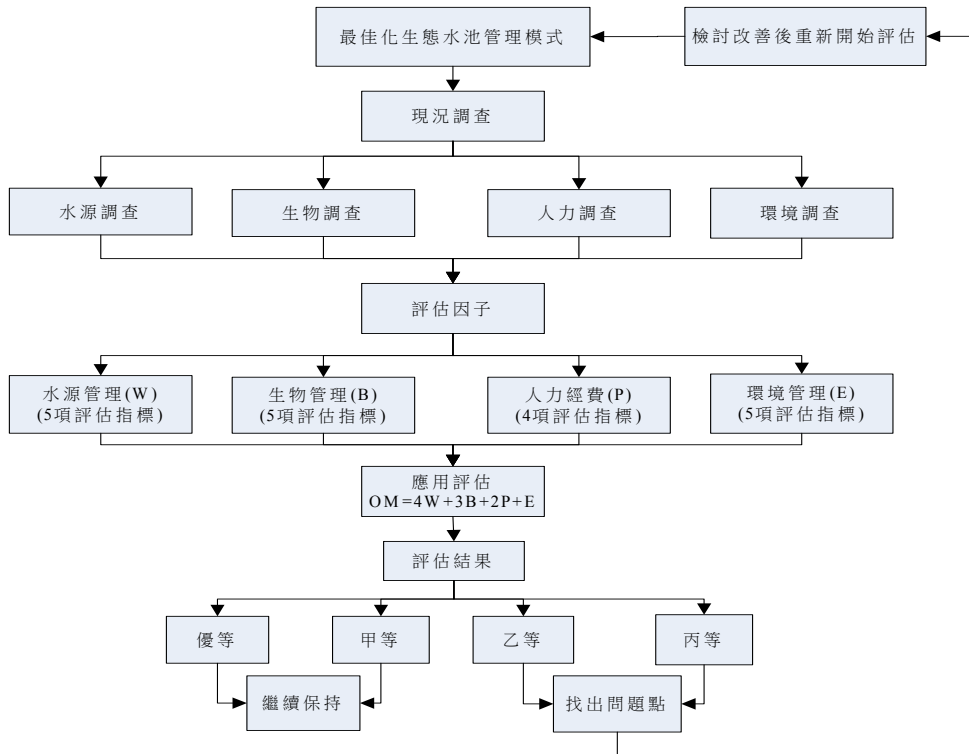 最佳化生態水池管理模式
檢討改善後重新開始評估
現況調查
水源調查
生物調查
人力調查
環境調查
評估因子
水源管理(W)
(5項評估指標)
生物管理(B)
(5項評估指標)
人力經費(P)
(4項評估指標)
環境管理(E)
(5項評估指標)
應用評估
OM=4W+3B+2P+E
評估結果
優等
甲等
乙等
丙等
繼續保持
找出問題點